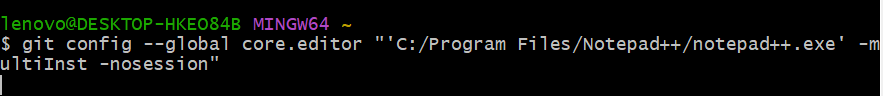 lenovo@DESKTOP-HKEO84B MINGW64 ~
$ git config --global core.editor "'C:/Program Files/Notepad++/notepad++.exe' -m
ultiInst -nosession"